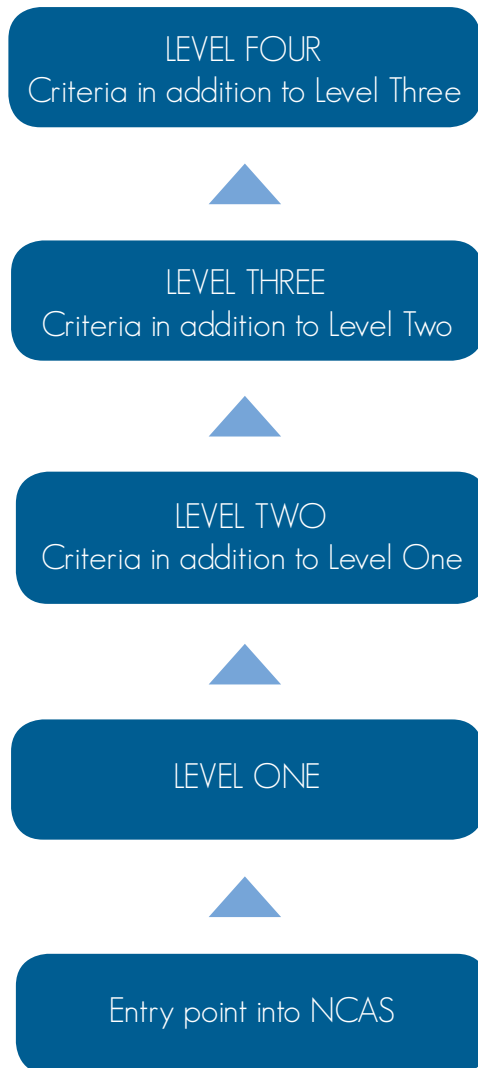 LEVEL FOUR
Criteria in addition to Level Three
LEVEL THREE
Criteria in addition to Level Two
LEVEL TWO
Criteria in addition to Level One
LEVEL ONE
Entry point into NCAS